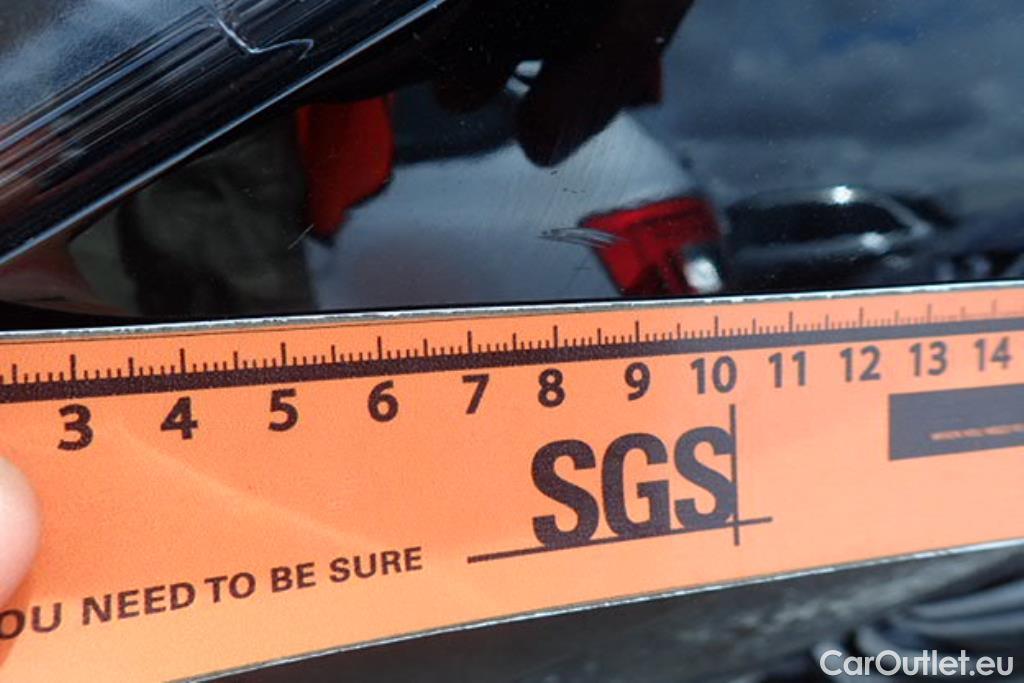 3 4 5 6 7 8 9 10 11 12 13 14
SGS
OU NEED TO BE SURE
CarOutlet.eu